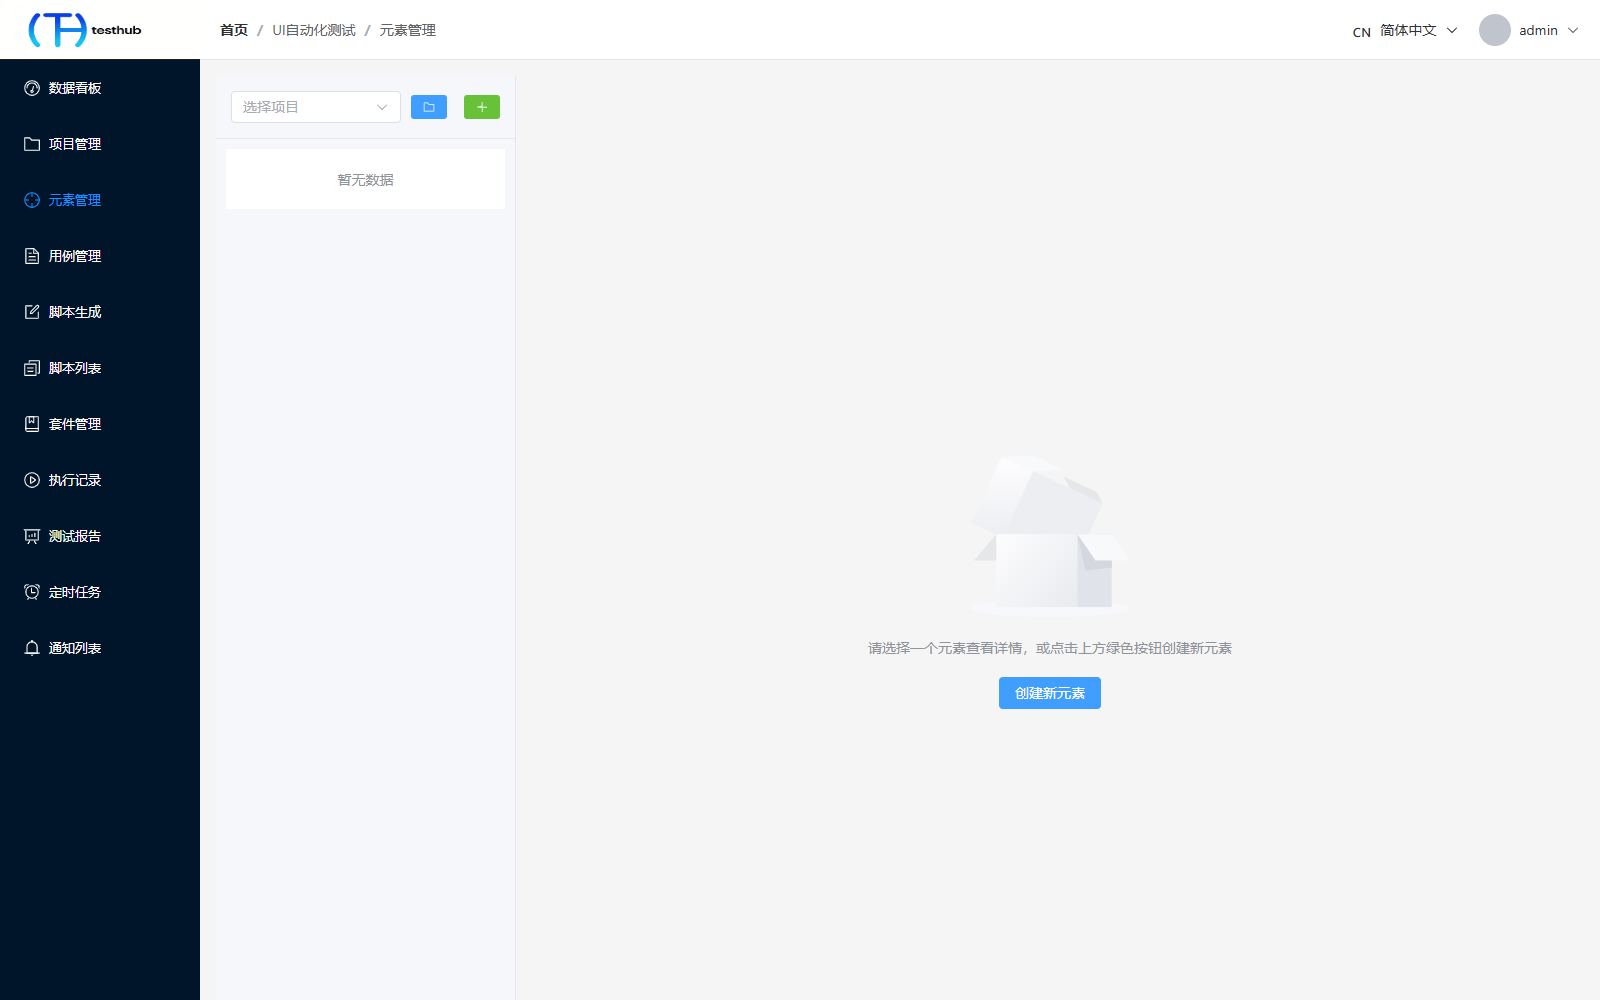 testhub
首页 / UI自动化测试 / 元素管理
CN 简体中文
admin
数据看板
项目管理
元素管理
用例管理
脚本生成
脚本列表
套件管理
执行记录
测试报告
定时任务
通知列表
选择项目
暂无数据
请选择一个元素查看详情，或点击上方绿色按钮创建新元素
创建新元素